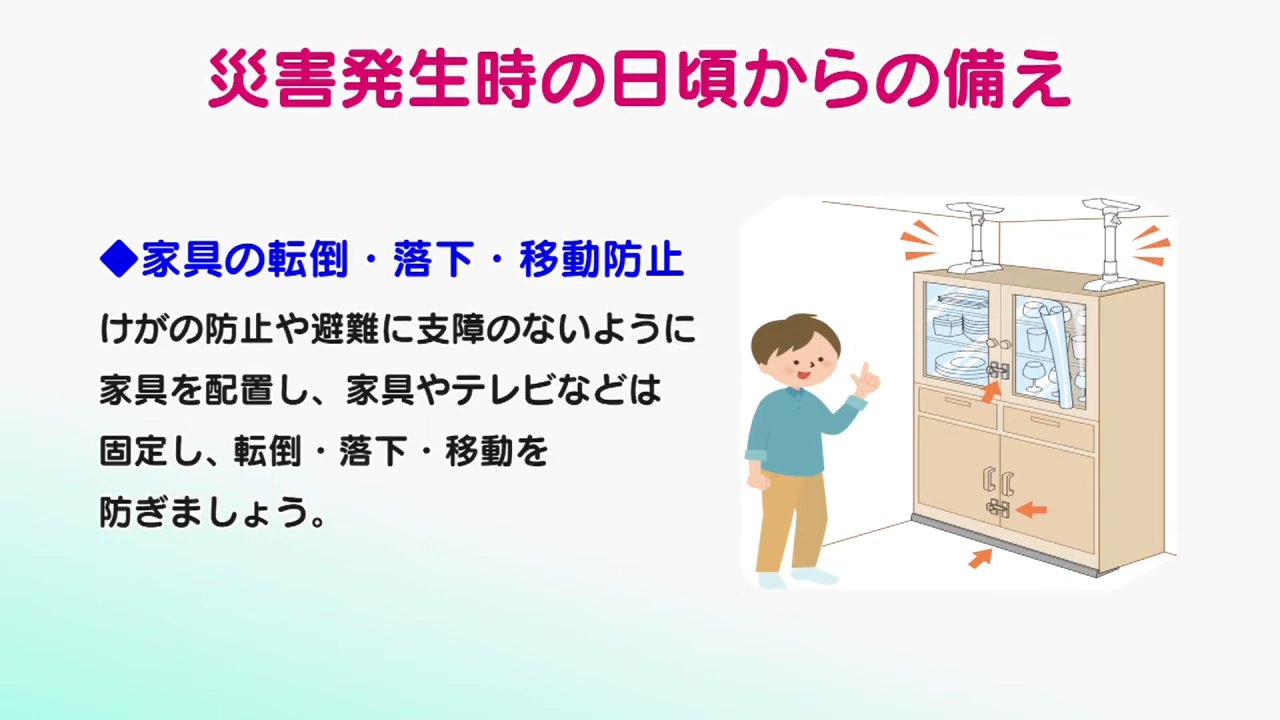 災害発生時の日頃からの備え
◆家具の転倒・落下・移動防止
けがの防止や避難に支障のないように
家具を配置し、家具やテレビなどは
固定し、転倒・落下・移動を
防ぎましょう。